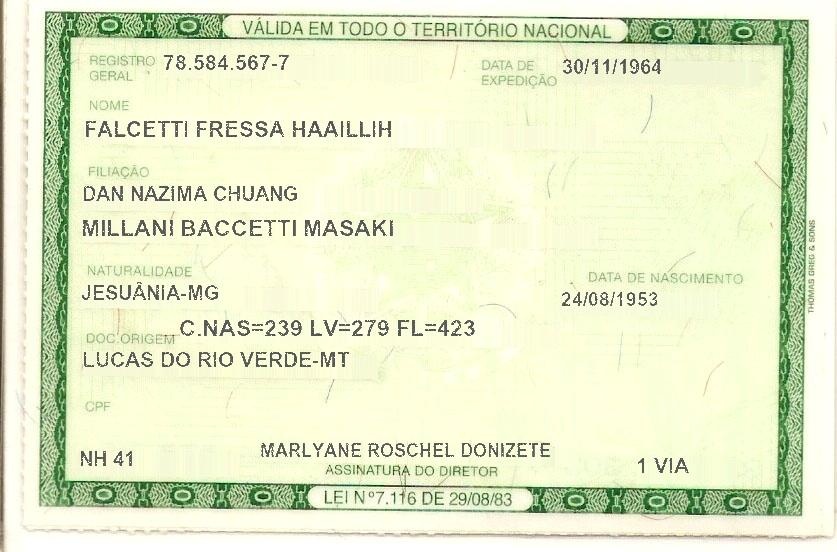 VÁLIDA EM TODO O TERRITÓRIO NACIONAL
REGISTRO GERAL 78.584.567-7 DATA DE EXPEDIÇÃO 30/11/1964
NOME
FALCETTI FRESSA HAAILLIH
FILIAÇÃO
DAN NAZIMA CHUANG
MILLANI BACCETTI MASAKI
NATURALIDADE DATA DE NASCIMENTO
JESUÂNIA-MG 24/08/1953
DOC.ORIGEM C.NAS=239 LV=279 FL=423
LUCAS DO RIO VERDE-MT
CPF
NH 41 MARLYANE ROSCHEL DONIZETE 1 VIA
ASSINATURA DO DIRETOR
LEI Nº7.116 DE 29/08/83
THOMAS GREG & SONS